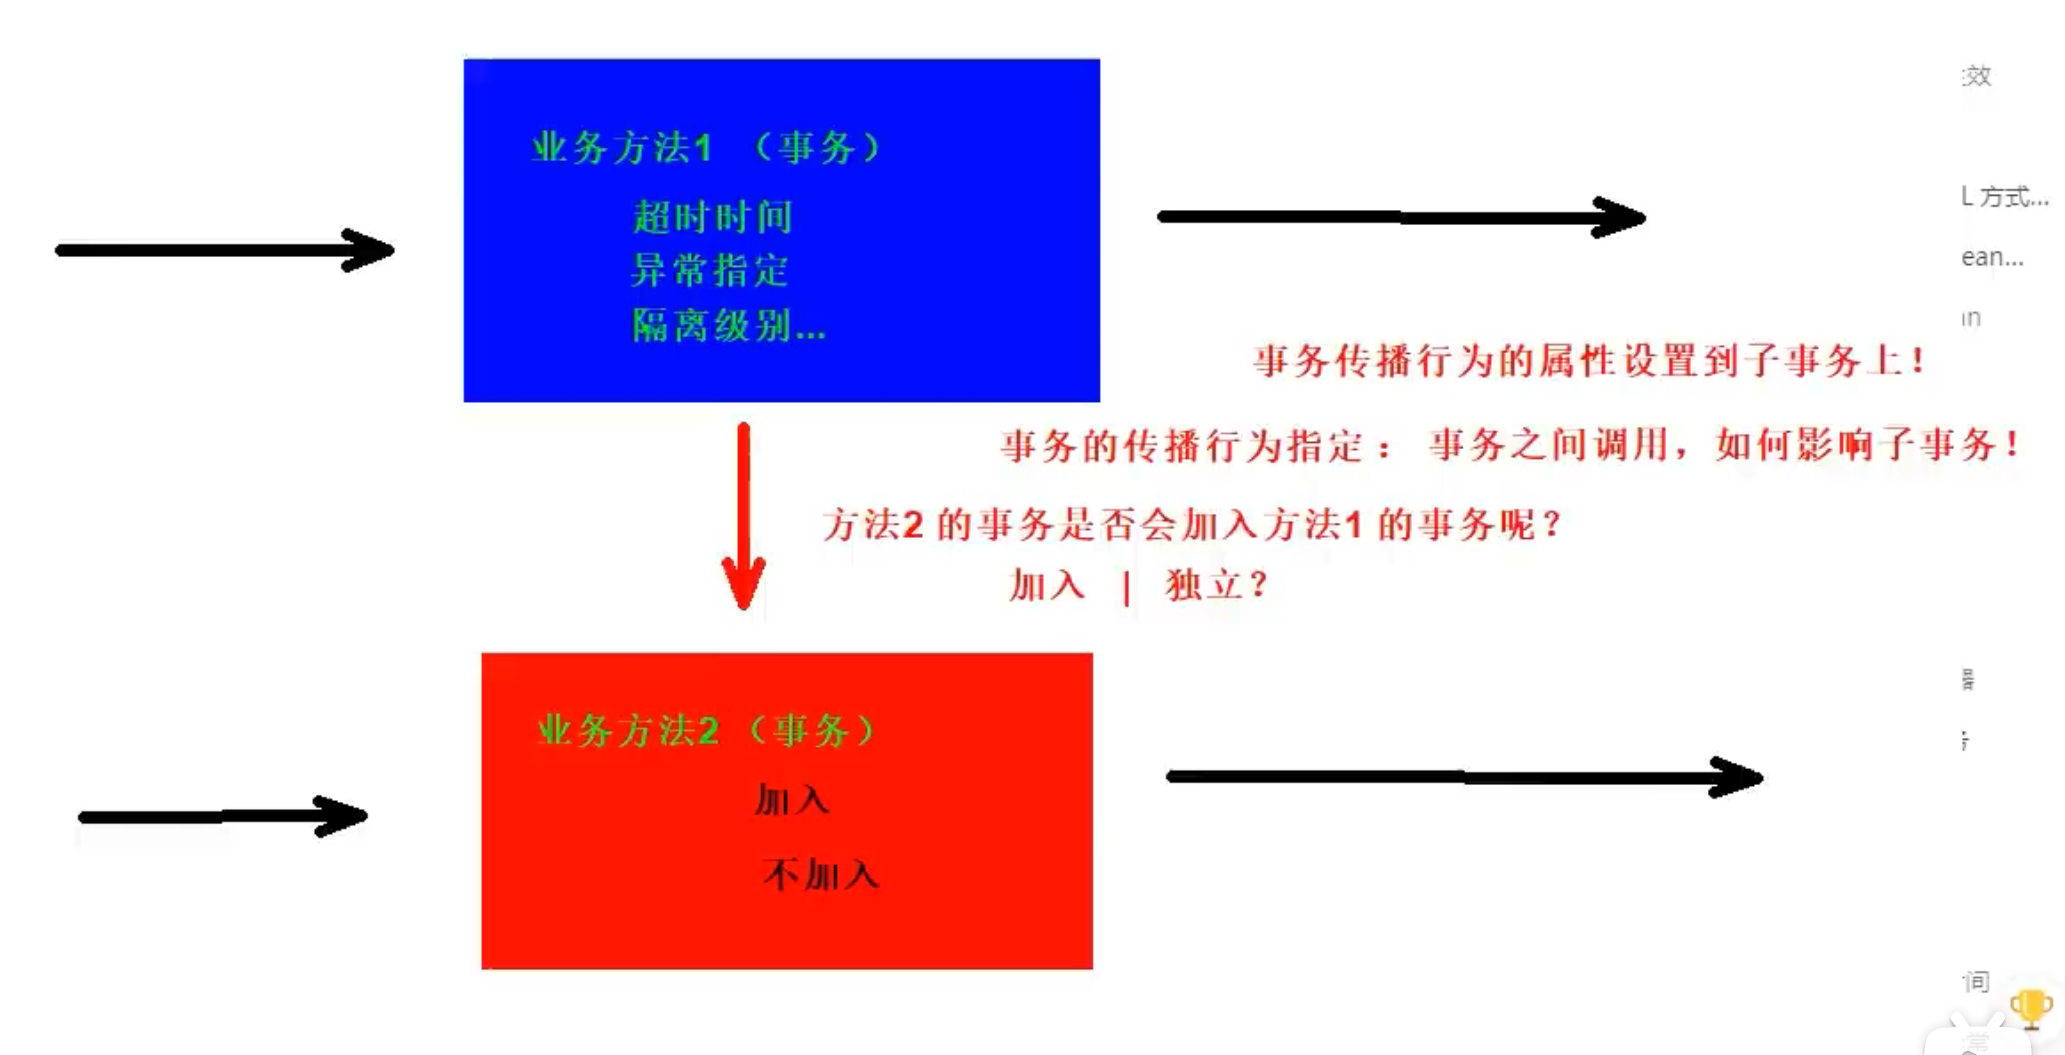 效
业务方法1 （事务）
L 方式...
超时时间
ean...
异常指定
隔离级别...
事务传播行为的属性设置到子事务上！
事务的传播行为指定： 事务之间调用，如何影响子事务！
方法2 的事务是否会加入方法1 的事务呢？
加入 | 独立？
业务方法2 （事务）
加入
不加入
间
常